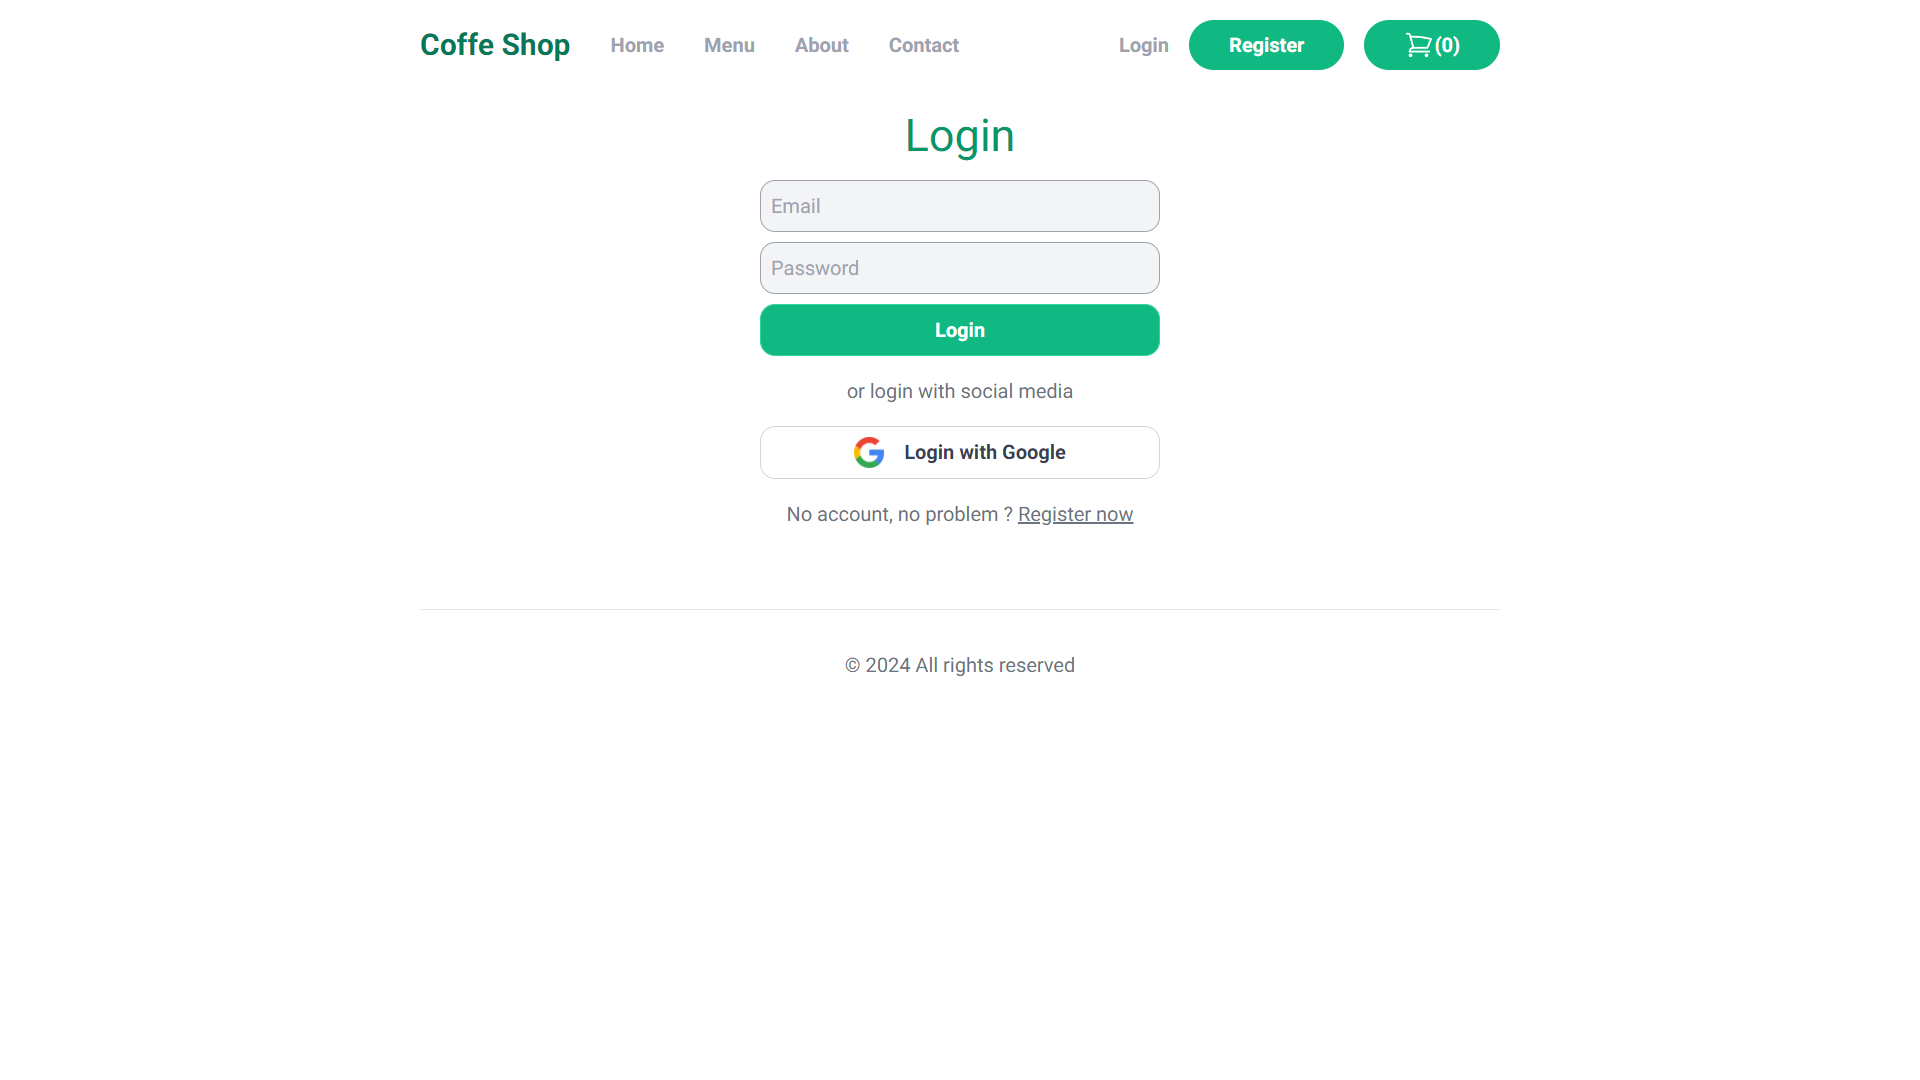 Coffe Shop Home Menu About Contact Login Register (0)
Login
Email
Password
Login
or login with social media
Login with Google
No account, no problem ? Register now
© 2024 All rights reserved